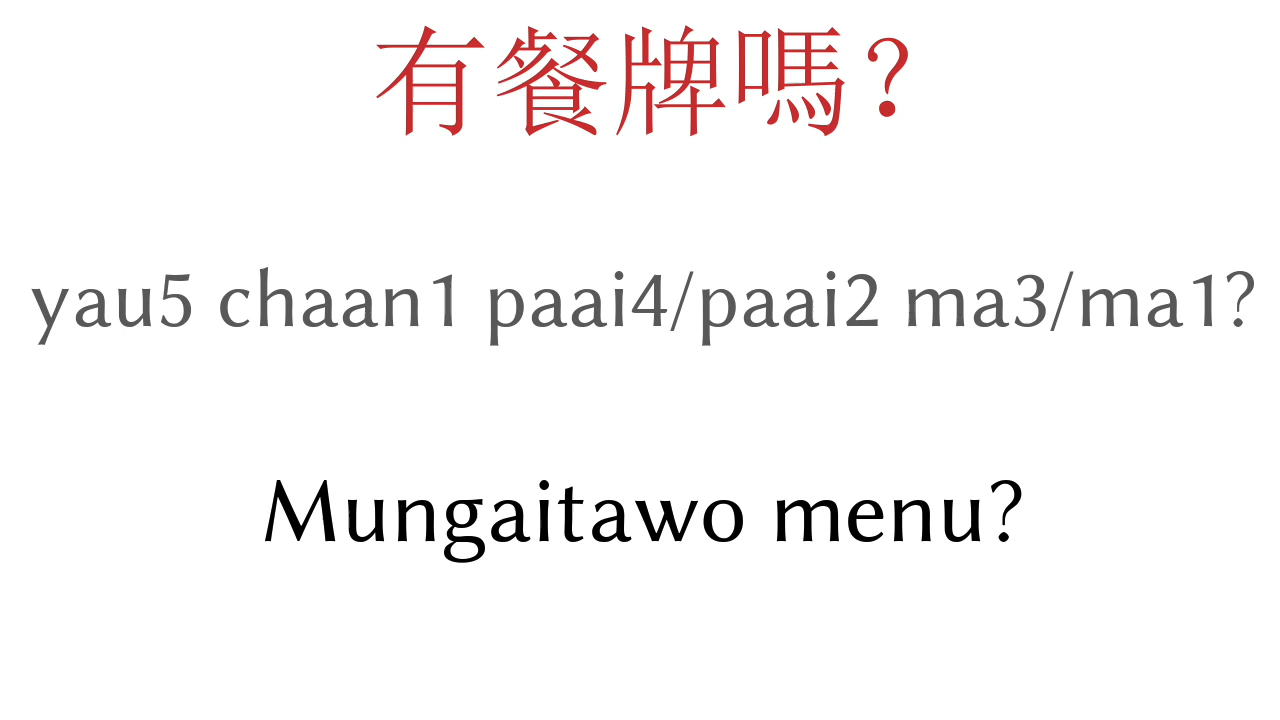 有餐牌嗎？
yau5 chaan1 paai4/paai2 ma3/ma1?
Mungaitawo menu?